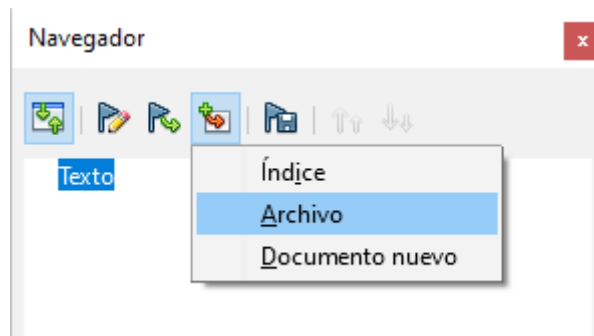 Navegador
x
Texto
Índice
Archivo
Documento nuevo